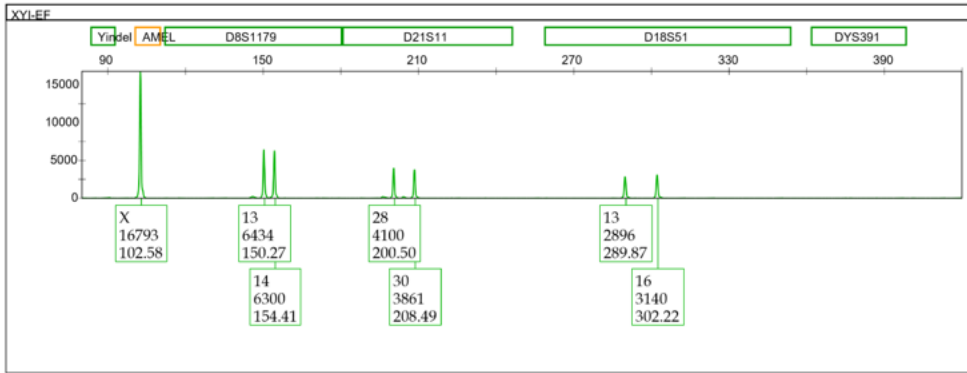 XYI-EF
Yindel AMEL D8S1179 D21S11 D18S51 DYS391
90 150 210 270 330 390
15000
10000
5000
0
X 13 28 13
16793 6434 4100 2896
102.58 150.27 200.50 289.87
14 30 16
6300 3861 3140
154.41 208.49 302.22